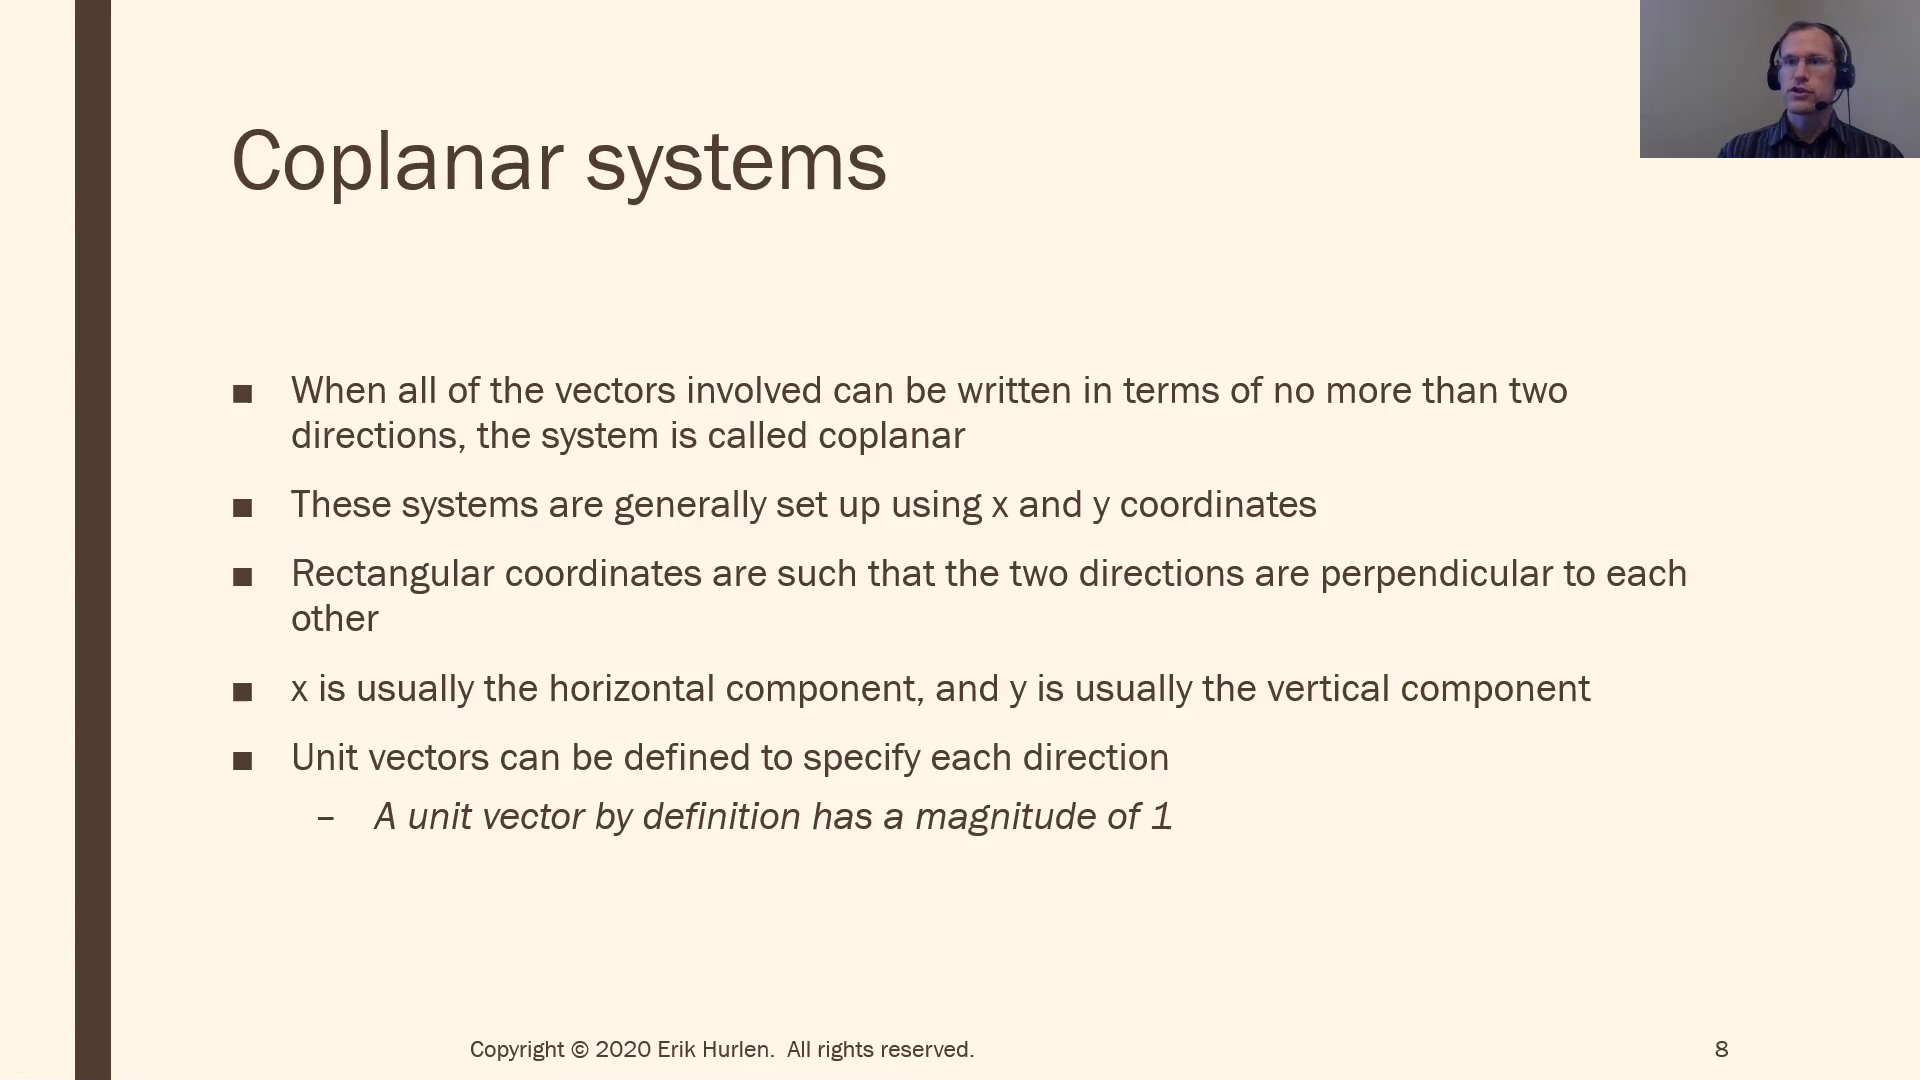 Coplanar systems
■ When all of the vectors involved can be written in terms of no more than two
directions, the system is called coplanar
■ These systems are generally set up using x and y coordinates
■ Rectangular coordinates are such that the two directions are perpendicular to each
other
■ x is usually the horizontal component, and y is usually the vertical component
■ Unit vectors can be defined to specify each direction
– A unit vector by definition has a magnitude of 1
Copyright © 2020 Erik Hurlen. All rights reserved.
8